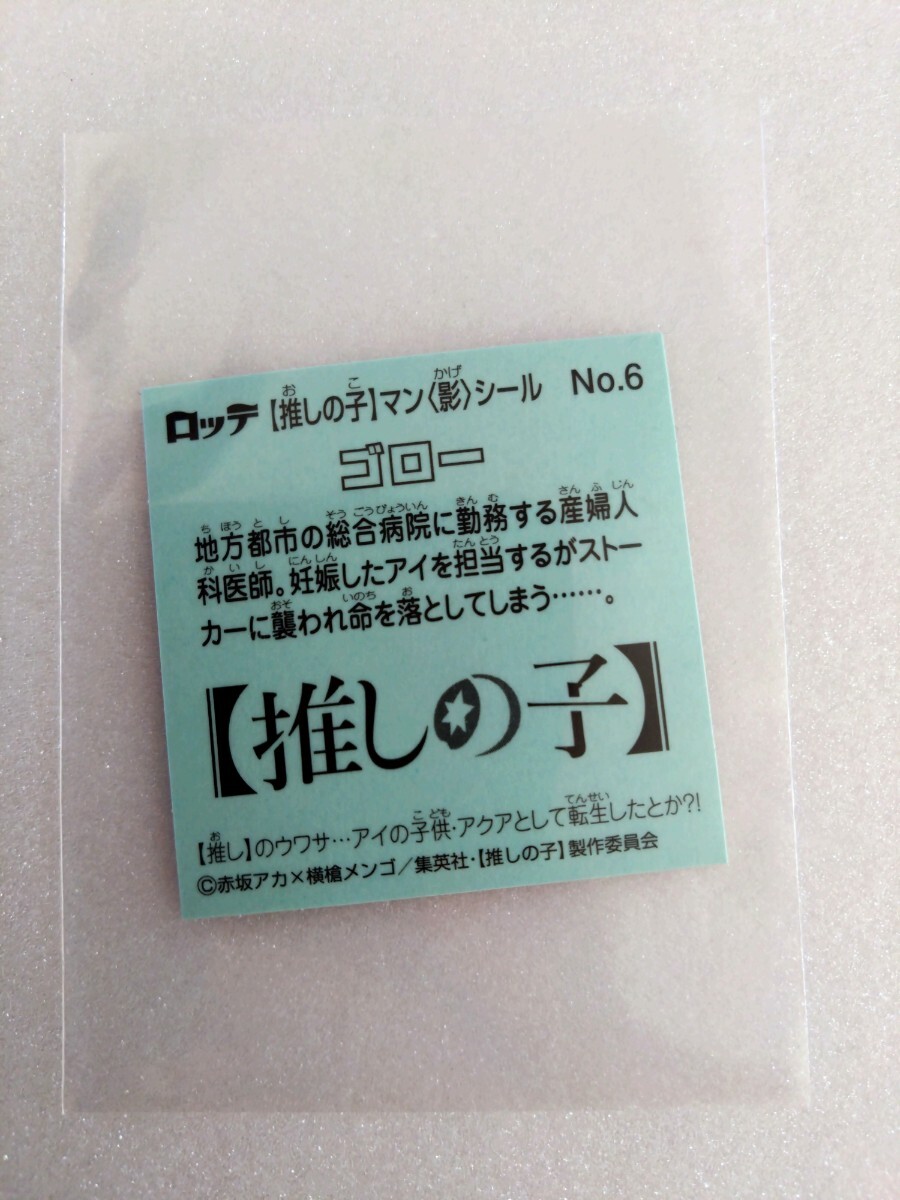 ロッテ 【推しの子】マン〈影〉シール No.6
ゴロー
地方都市の総合病院に勤務する産婦人
科医師。妊娠したアイを担当するがストー
カーに襲われ命を落としてしまう……。
【推しの子】
【推し】のウワサ…アイの子供・アクアとして転生したとか?!
©赤坂アカ×横槍メンゴ／集英社・【推しの子】製作委員会